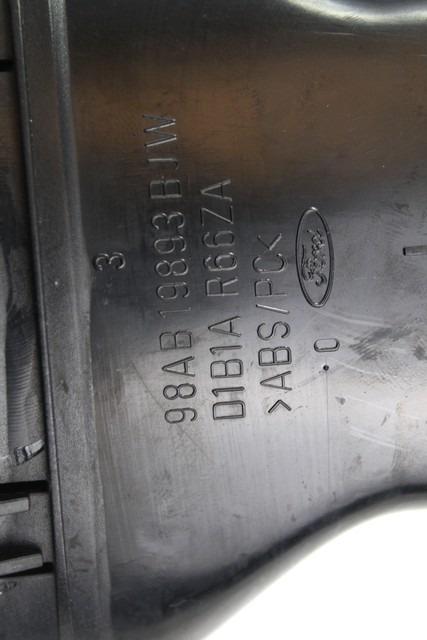 3
98AB 19893 BJW
D1B1A R66ZA
>ABS/PC<
Ford
0